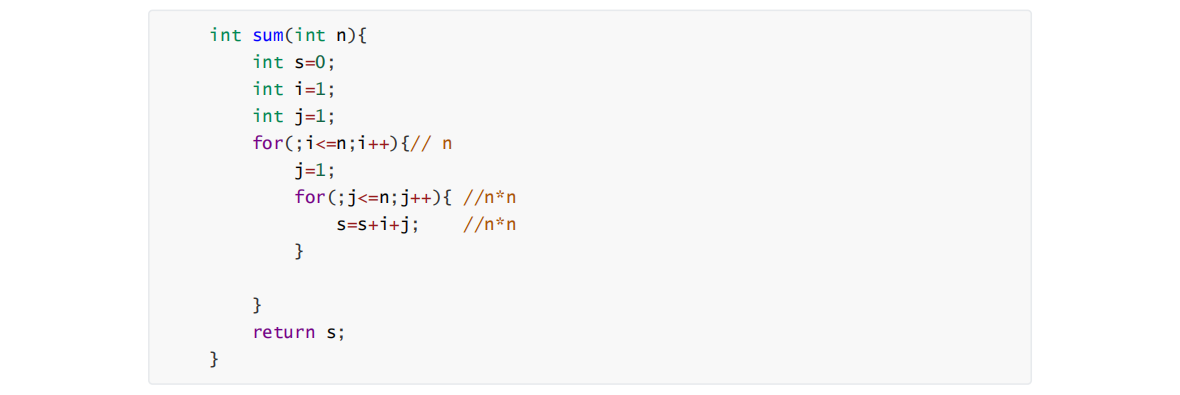 int sum(int n){
int s=0;
int i=1;
int j=1;
for(;i<=n;i++){// n
j=1;
for(;j<=n;j++){ //n*n
s=s+i+j; //n*n
}
}
return s;
}